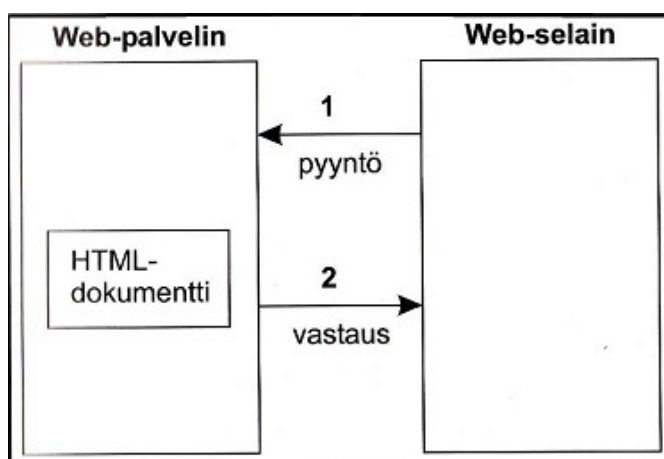 Web-palvelin
Web-selain
1
pyyntö
HTML-
dokumentti
2
vastaus